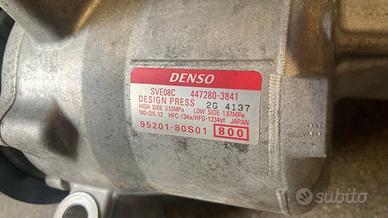 DENSO
SVE08C 447280-3841
DESIGN PRESS 2G 4137
HIGH SIDE 3.53MPa LOW SIDE 1.67MPa
ND-OIL12 HFC-134a/HFO-1234yf JAPAN
95201-80S01 800
subito